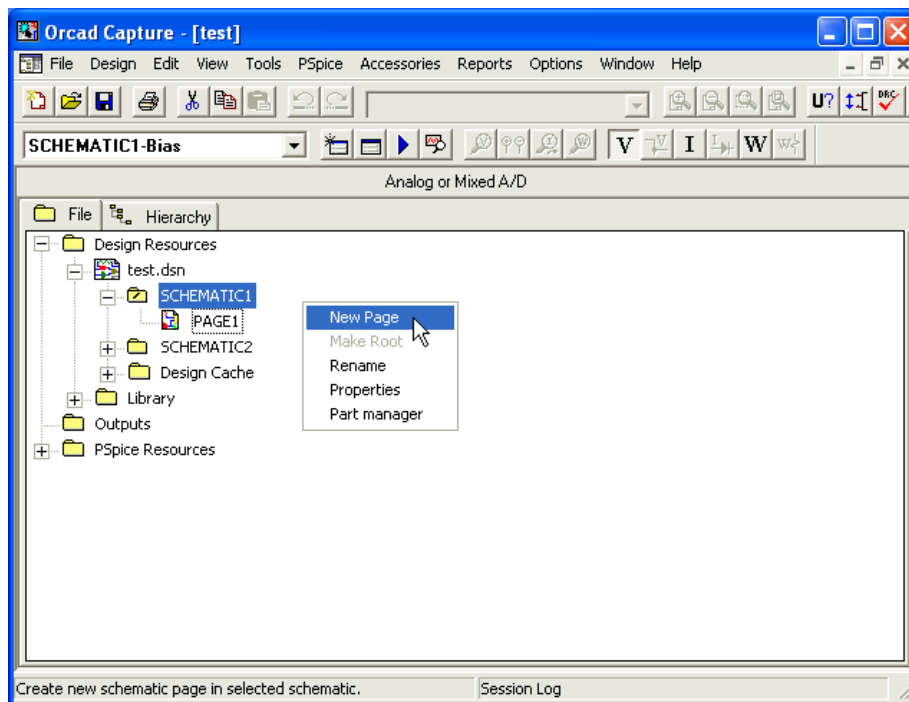 Orcad Capture - [test]
File Design Edit View Tools PSpice Accessories Reports Options Window Help
U? DRC
SCHEMATIC1-Bias
V I W
Analog or Mixed A/D
File Hierarchy
Design Resources
test.dsn
SCHEMATIC1
PAGE1
SCHEMATIC2
Design Cache
Library
Outputs
PSpice Resources
New Page
Make Root
Rename
Properties
Part manager
Create new schematic page in selected schematic. Session Log